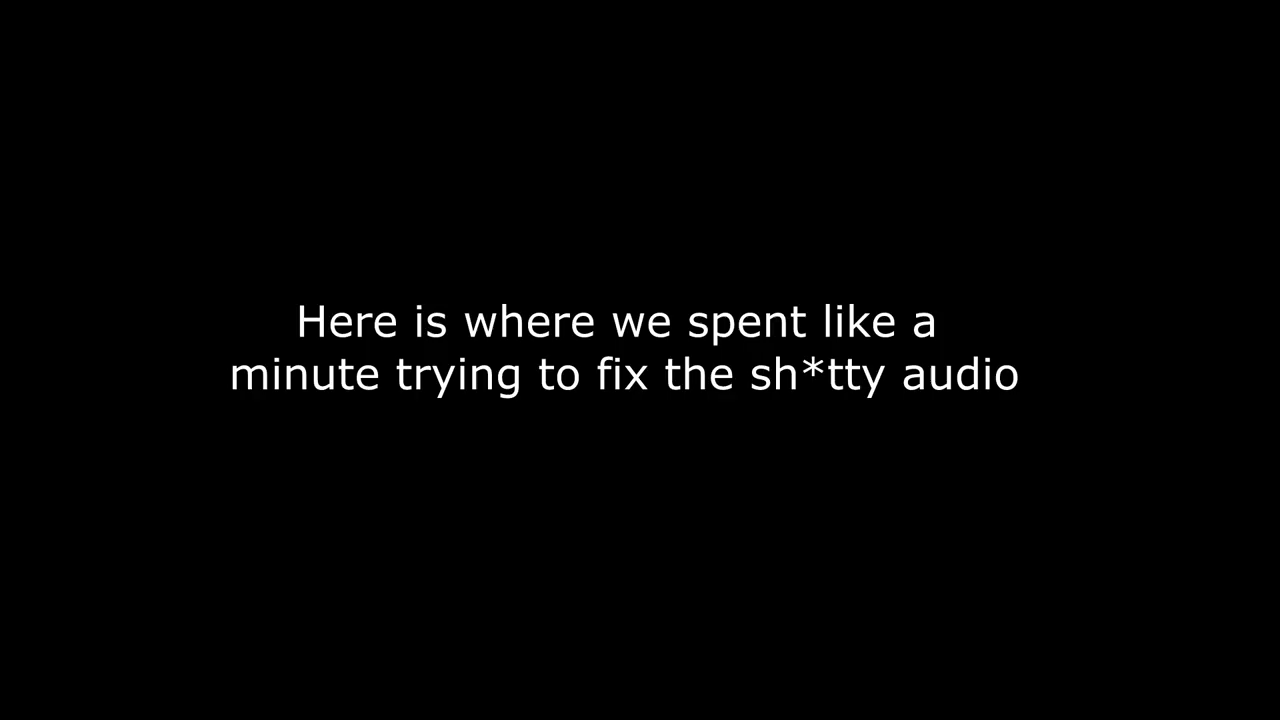 Here is where we spent like a
minute trying to fix the sh*tty audio